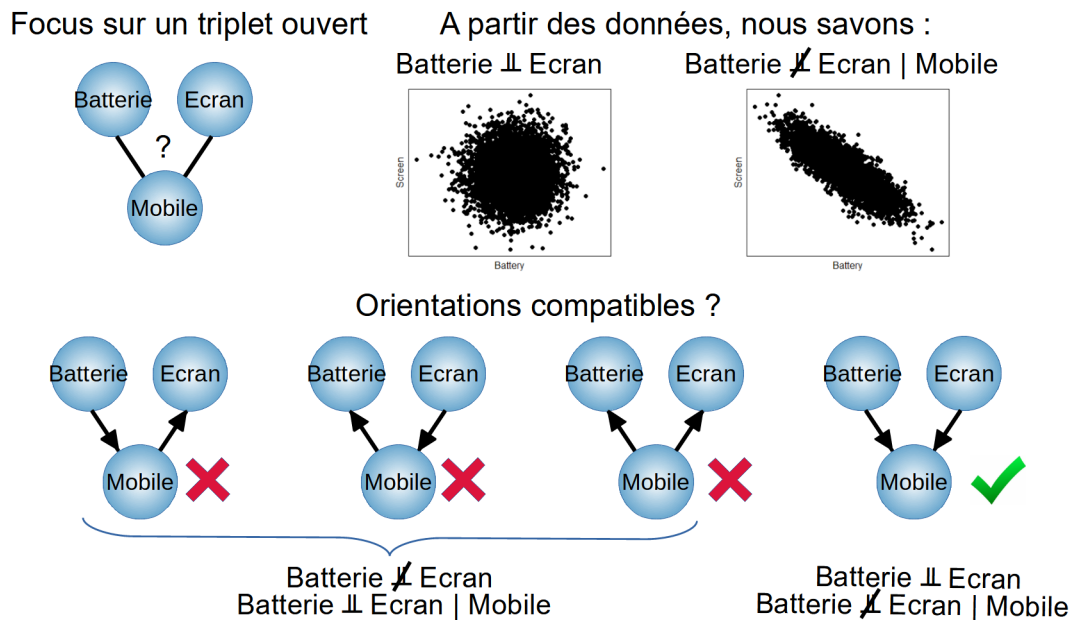 Focus sur un triplet ouvert
A partir des données, nous savons :
Batterie ⫫ Ecran
Batterie ⫫̸ Ecran | Mobile
Batterie
Ecran
?
Mobile
Screen
Battery
Screen
Battery
Orientations compatibles ?
Batterie
Ecran
Mobile
Batterie
Ecran
Mobile
Batterie
Ecran
Mobile
Batterie
Ecran
Mobile
Batterie ⫫̸ Ecran
Batterie ⫫ Ecran | Mobile
Batterie ⫫ Ecran
Batterie ⫫̸ Ecran | Mobile